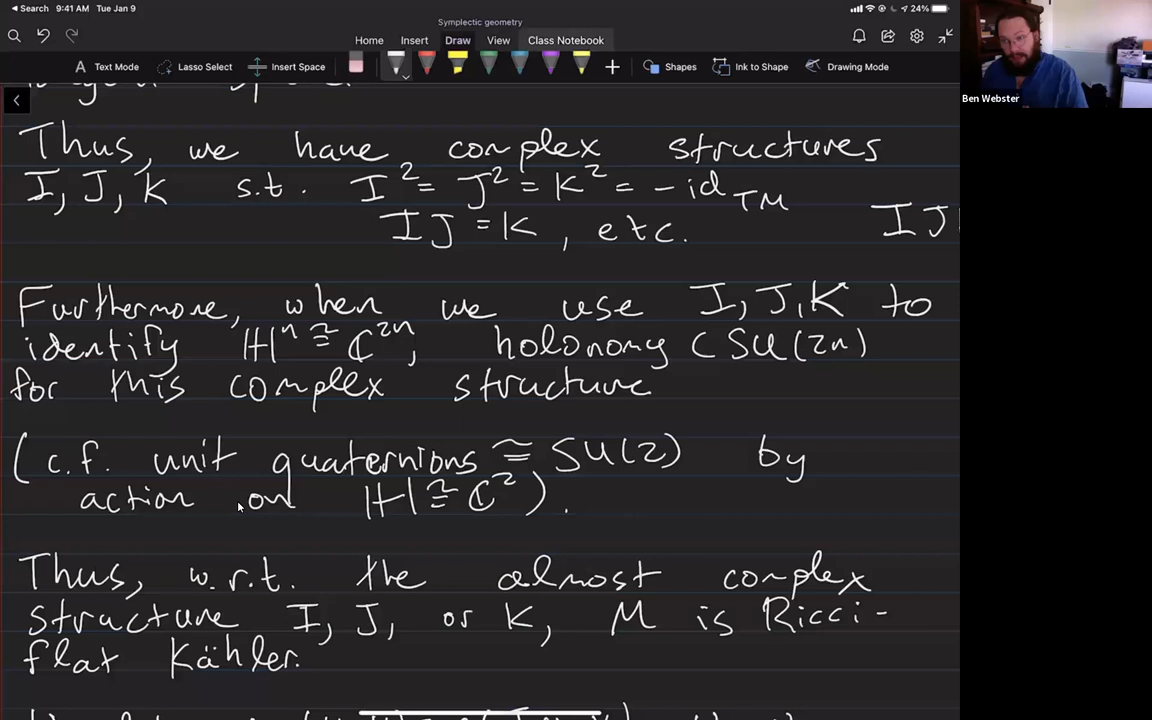 Search 9:41 AM Tue Jan 9
24%
Symplectic geometry
Home Insert Draw View Class Notebook
Text Mode Lasso Select Insert Space Shapes Ink to Shape Drawing Mode
Ben Webster
Thus, we have complex structures
I, J, K s.t. I² = J² = K² = - id_TM
IJ = K, etc. IJ
Furthermore, when we use I, J, K to
identify ℍⁿ ≅ ℂ²ⁿ, holonomy ⊂ SU(2n)
for this complex structure
(c.f. unit quaternions ≅ SU(2) by
action on ℍ ≅ ℂ²).
Thus, w.r.t. the almost complex
structure I, J, or K, M is Ricci-
flat Kähler.